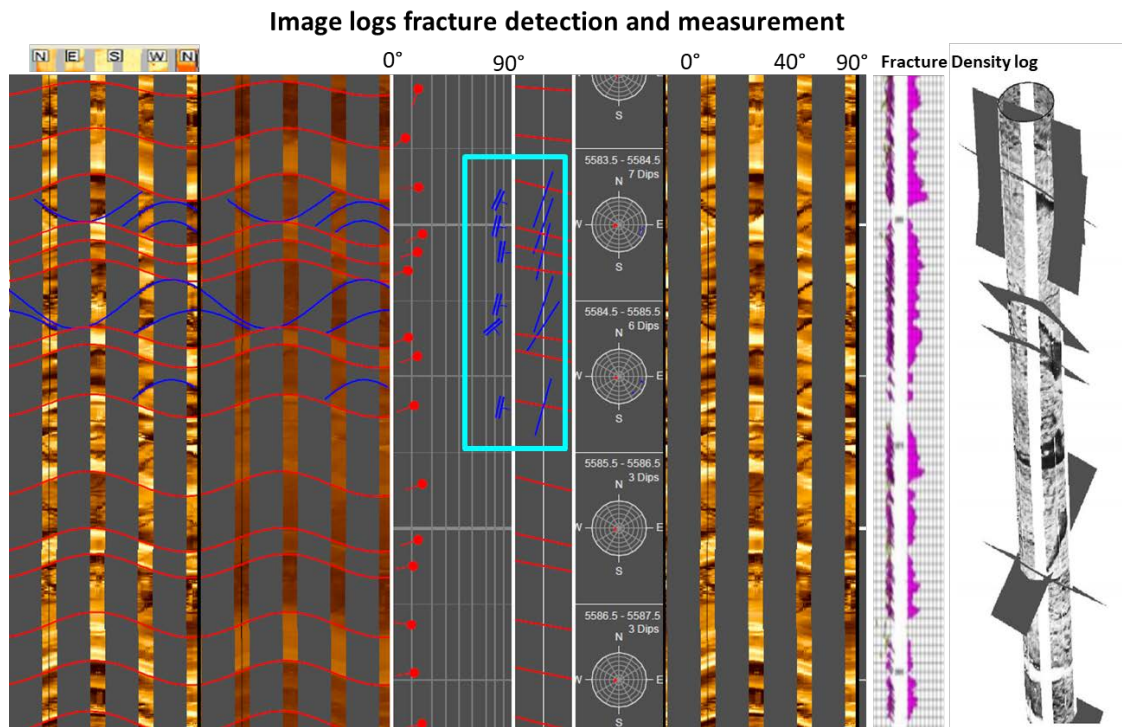 Image logs fracture detection and measurement
N E S W N
0° 90° 0° 40° 90°
Fracture Density log
E
S
5583.5 - 5584.5
7 Dips
N
W E
S
5584.5 - 5585.5
6 Dips
N
W E
S
5585.5 - 5586.5
3 Dips
N
W E
S
5586.5 - 5587.5
3 Dips
N
W E
S